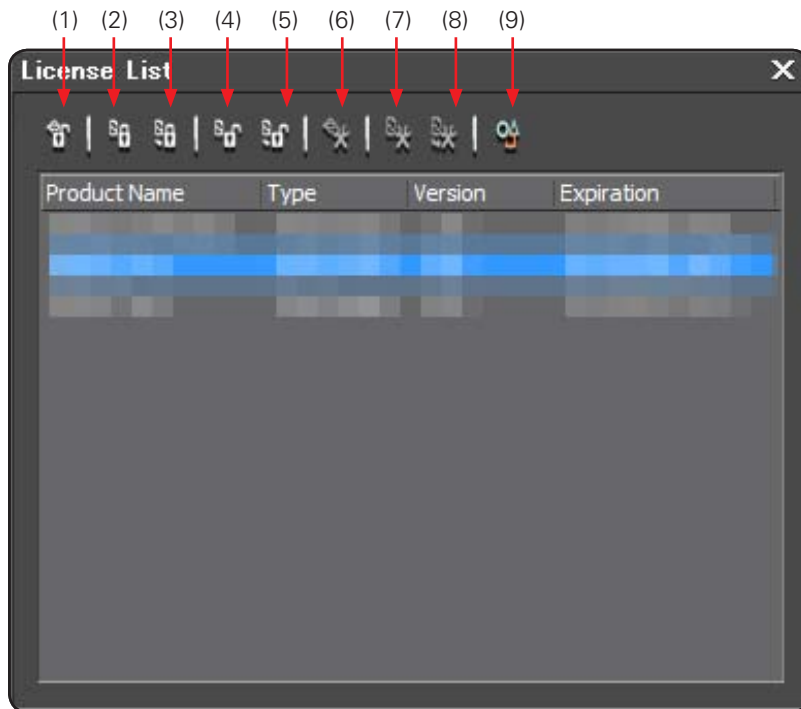 (1) (2) (3) (4) (5) (6) (7) (8) (9)
License List
Product Name Type Version Expiration